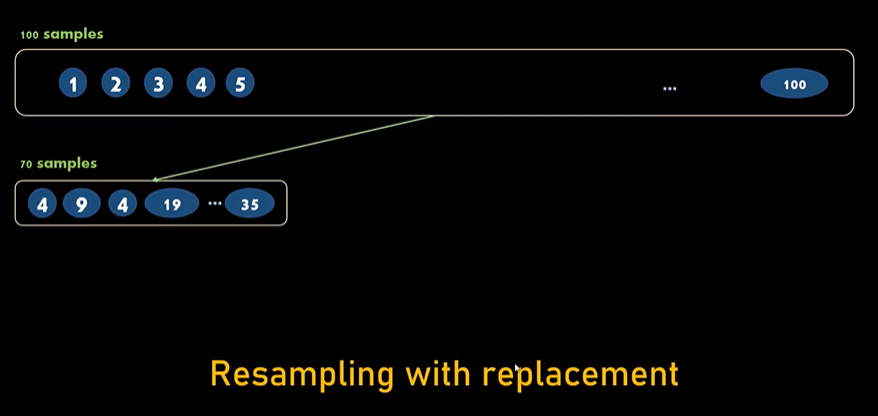 100 samples
1 2 3 4 5 ... 100
70 samples
4 9 4 19 ... 35
Resampling with replacement